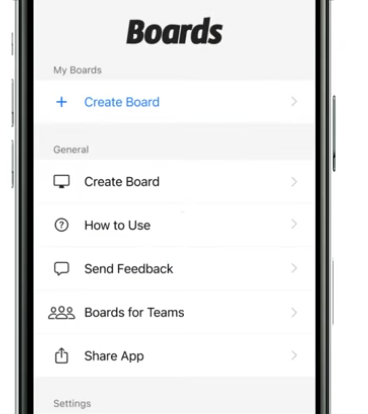 Boards
My Boards
+ Create Board
General
Create Board
How to Use
Send Feedback
Boards for Teams
Share App
Settings